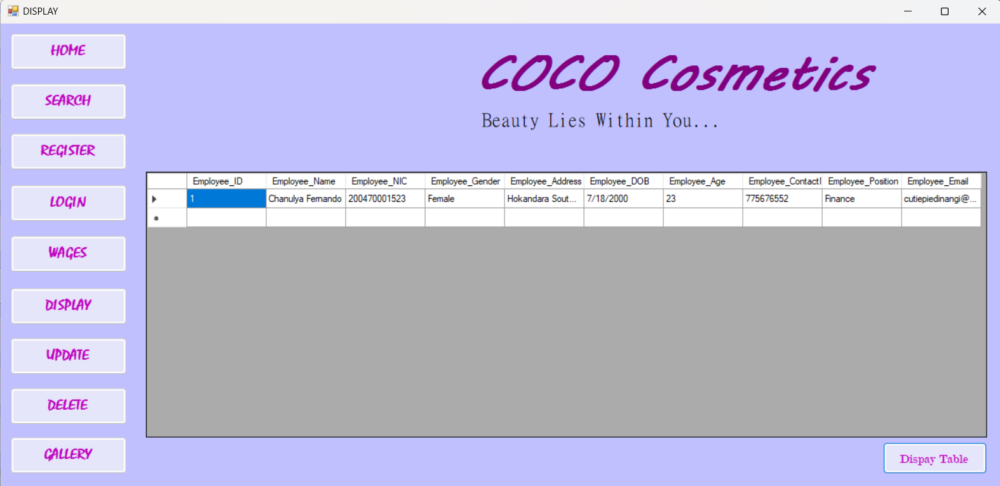 DISPLAY
HOME
SEARCH
REGISTER
LOGIN
WAGES
DISPLAY
UPDATE
DELETE
GALLERY
COCO Cosmetics
Beauty Lies Within You...
Employee_ID Employee_Name Employee_NIC Employee_Gender Employee_Address Employee_DOB Employee_Age Employee_Contact Employee_Position Employee_Email
1 Chanulya Fernando 200470001523 Female Hokandara Sout... 7/18/2000 23 775676552 Finance cutiepiedinangi@...
Dispay Table